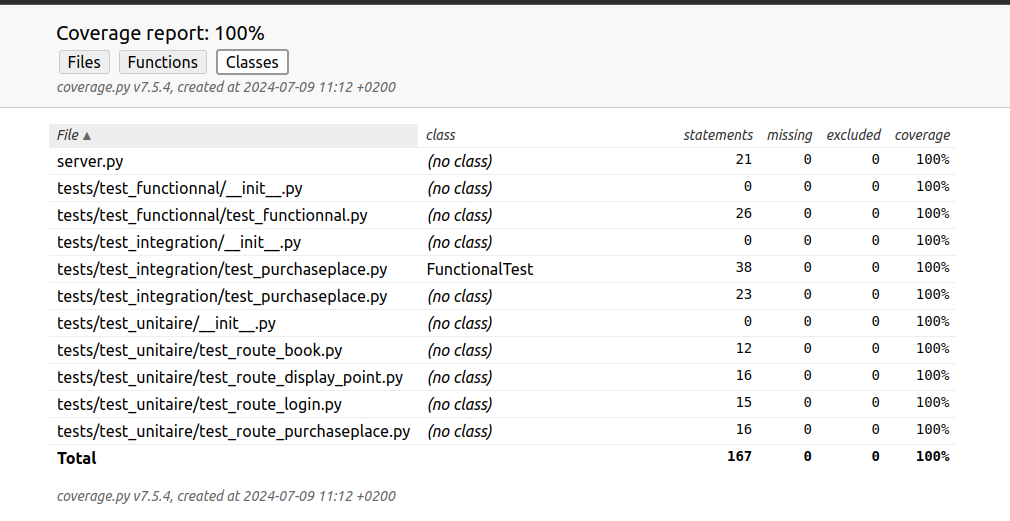 Coverage report: 100%
Files Functions Classes
coverage.py v7.5.4, created at 2024-07-09 11:12 +0200
File ▲ class statements missing excluded coverage
server.py (no class) 21 0 0 100%
tests/test_functionnal/__init__.py (no class) 0 0 0 100%
tests/test_functionnal/test_functionnal.py (no class) 26 0 0 100%
tests/test_integration/__init__.py (no class) 0 0 0 100%
tests/test_integration/test_purchaseplace.py FunctionalTest 38 0 0 100%
tests/test_integration/test_purchaseplace.py (no class) 23 0 0 100%
tests/test_unitaire/__init__.py (no class) 0 0 0 100%
tests/test_unitaire/test_route_book.py (no class) 12 0 0 100%
tests/test_unitaire/test_route_display_point.py (no class) 16 0 0 100%
tests/test_unitaire/test_route_login.py (no class) 15 0 0 100%
tests/test_unitaire/test_route_purchaseplace.py (no class) 16 0 0 100%
Total 167 0 0 100%
coverage.py v7.5.4, created at 2024-07-09 11:12 +0200